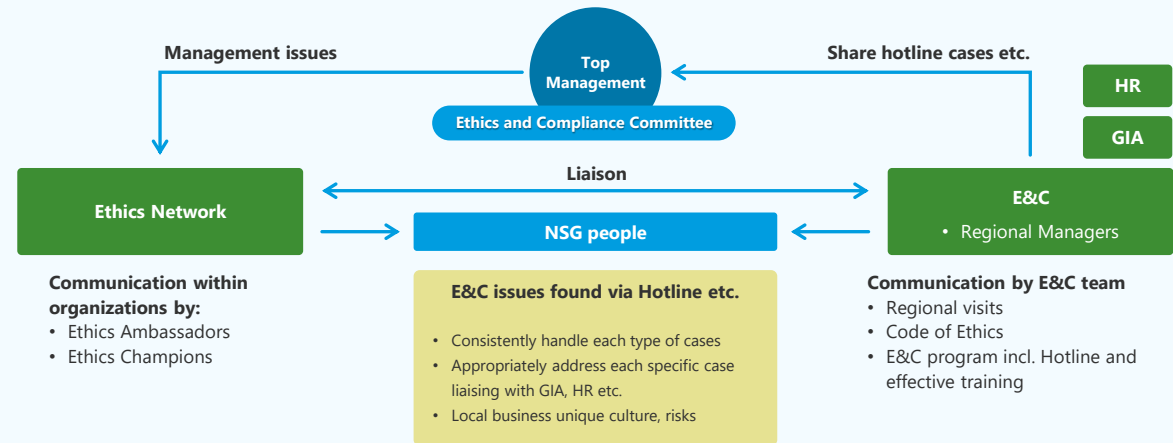 Management issues
Top
Management
Share hotline cases etc.
HR
Ethics and Compliance Committee
GIA
Liaison
Ethics Network
NSG people
E&C
• Regional Managers
Communication within
organizations by:
• Ethics Ambassadors
• Ethics Champions
E&C issues found via Hotline etc.
• Consistently handle each type of cases
• Appropriately address each specific case
liaising with GIA, HR etc.
• Local business unique culture, risks
Communication by E&C team
• Regional visits
• Code of Ethics
• E&C program incl. Hotline and
effective training